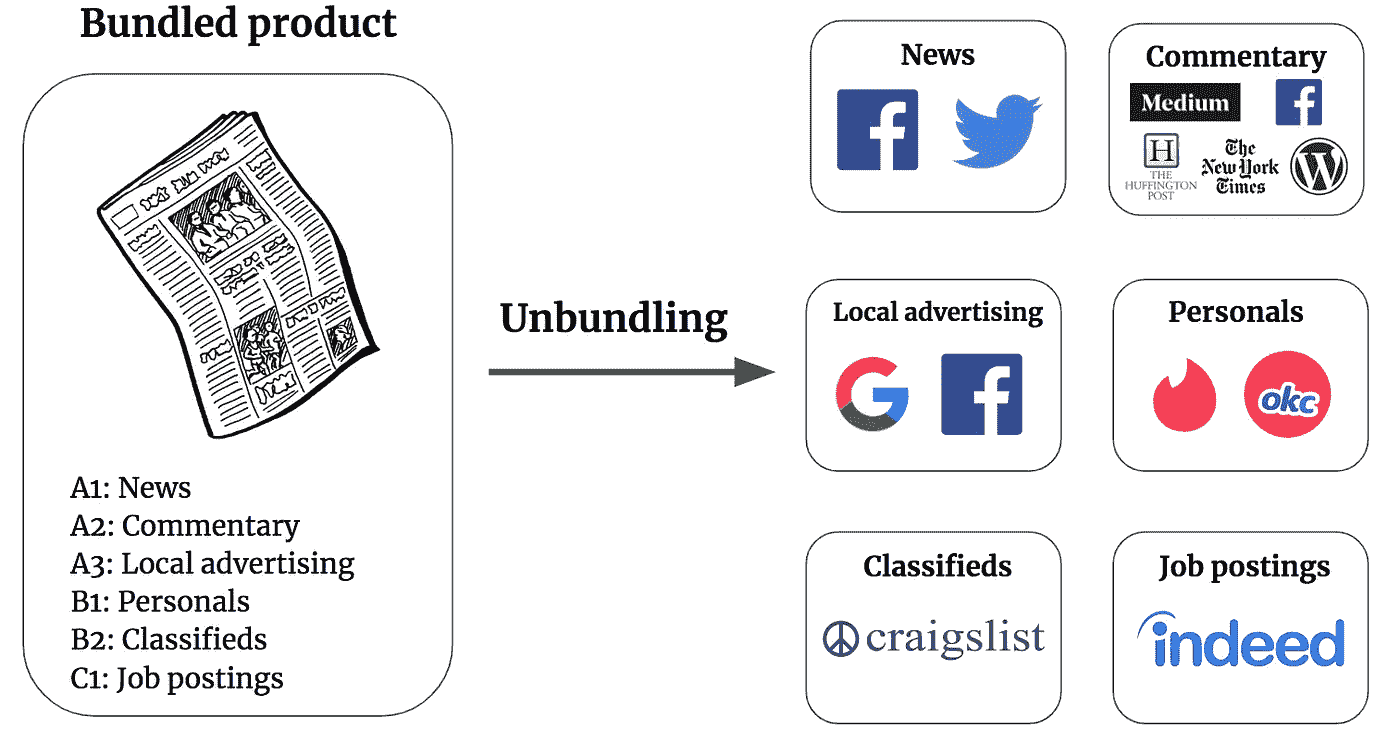 Bundled product
A1: News
A2: Commentary
A3: Local advertising
B1: Personals
B2: Classifieds
C1: Job postings
Unbundling
News
f
Commentary
Medium
f
H
THE
HUFFINGTON
POST
The
New York
Times
W
Local advertising
G
f
Personals
okc
Classifieds
craigslist
Job postings
indeed